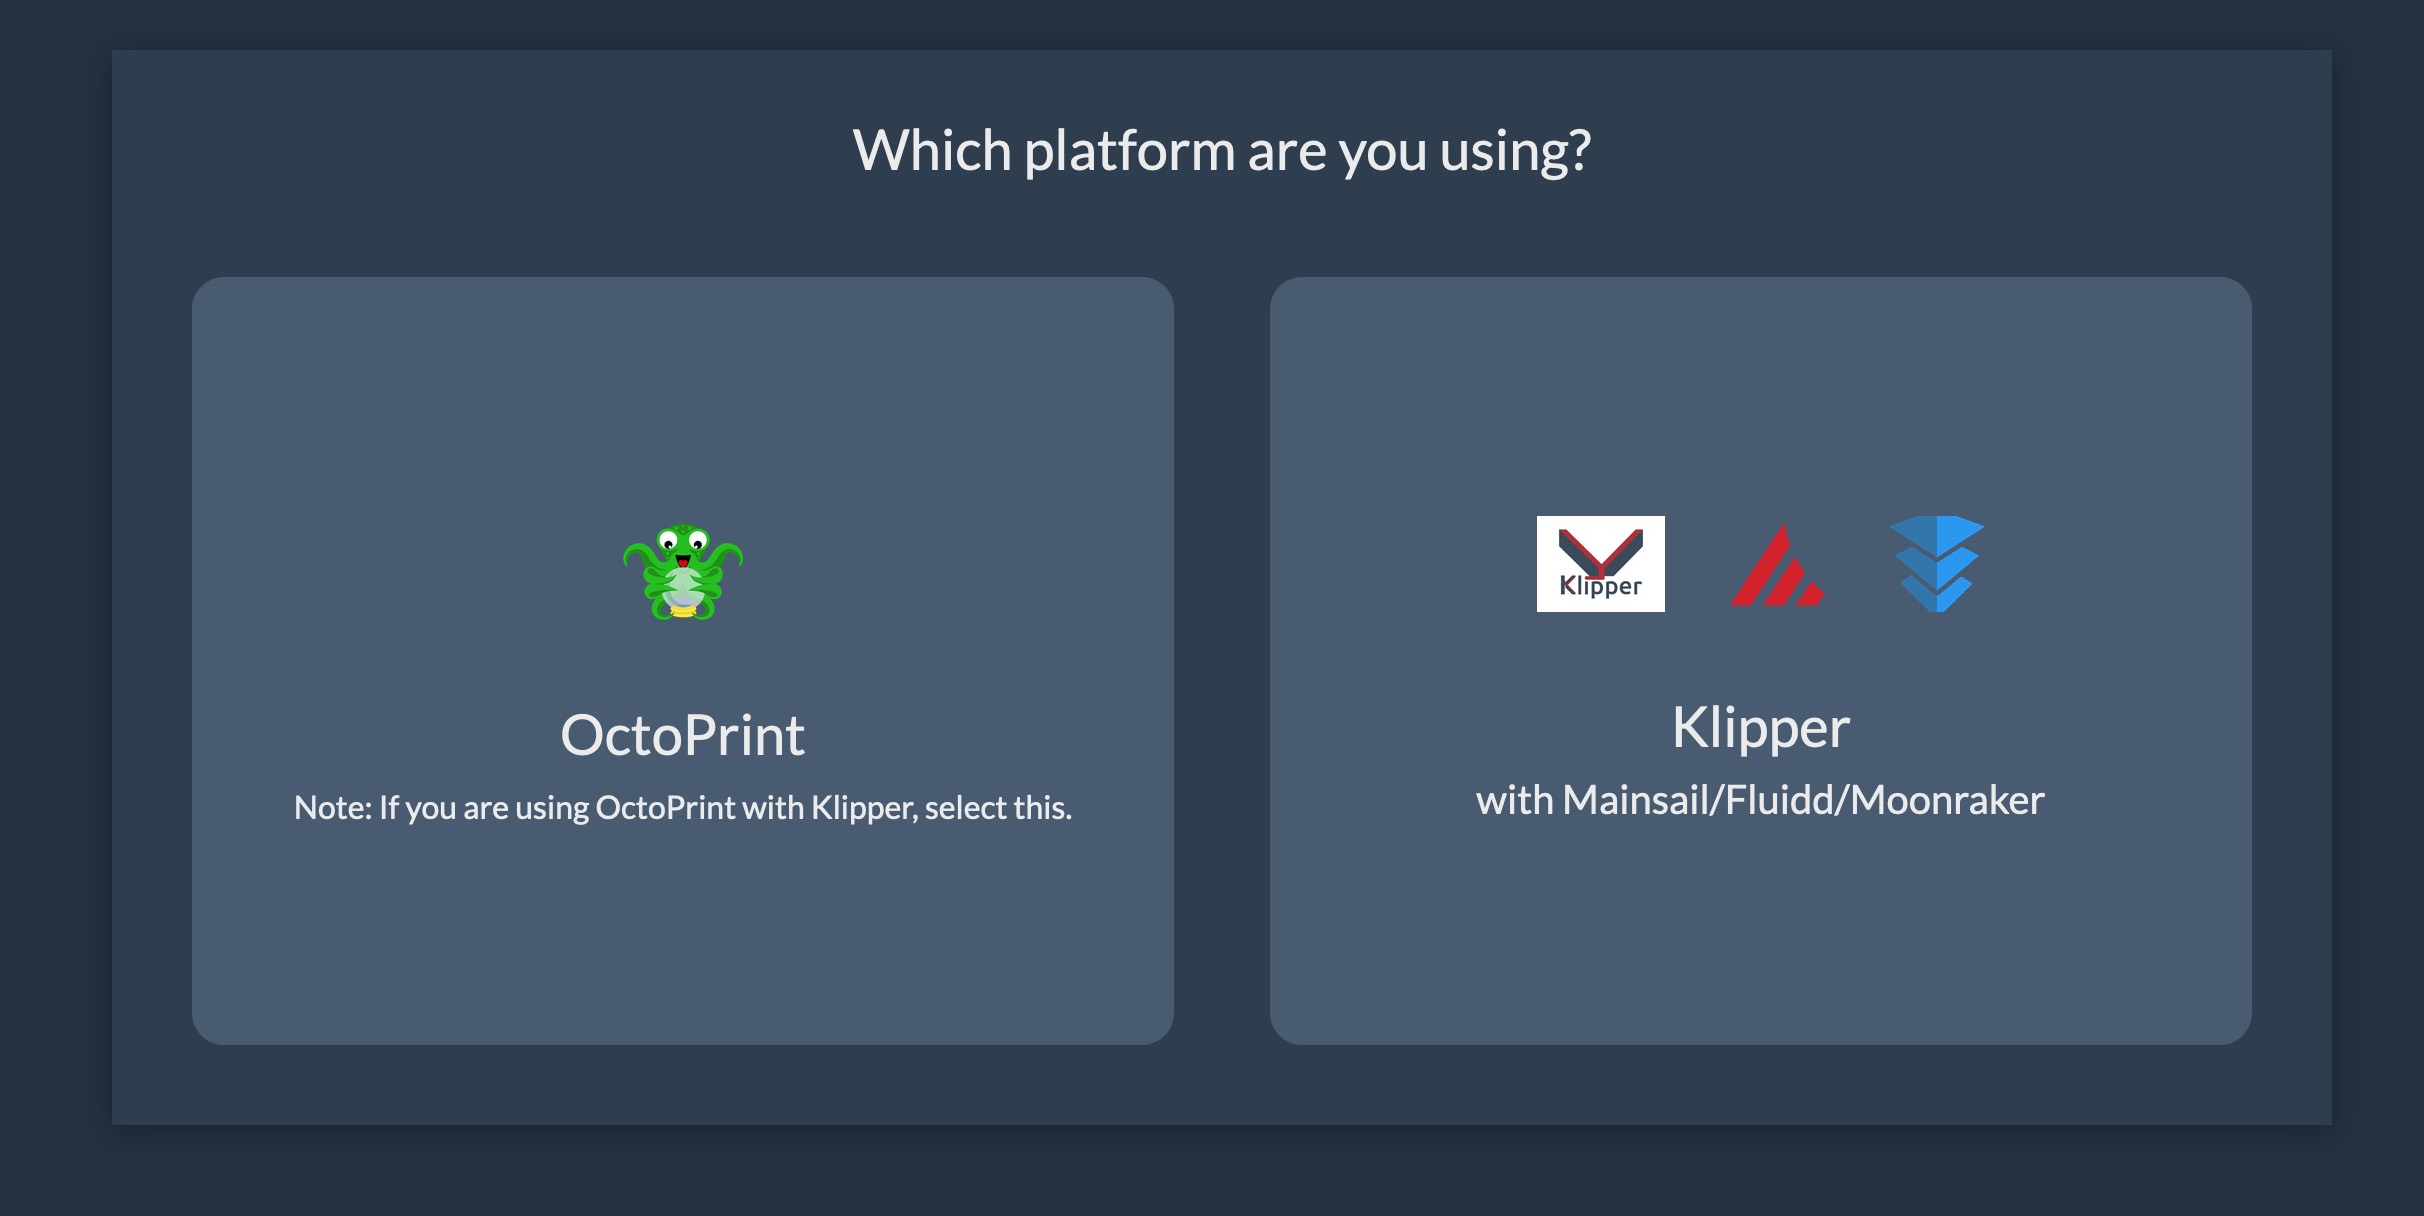 Which platform are you using?
OctoPrint
Note: If you are using OctoPrint with Klipper, select this.
Klipper
Klipper
with Mainsail/Fluidd/Moonraker